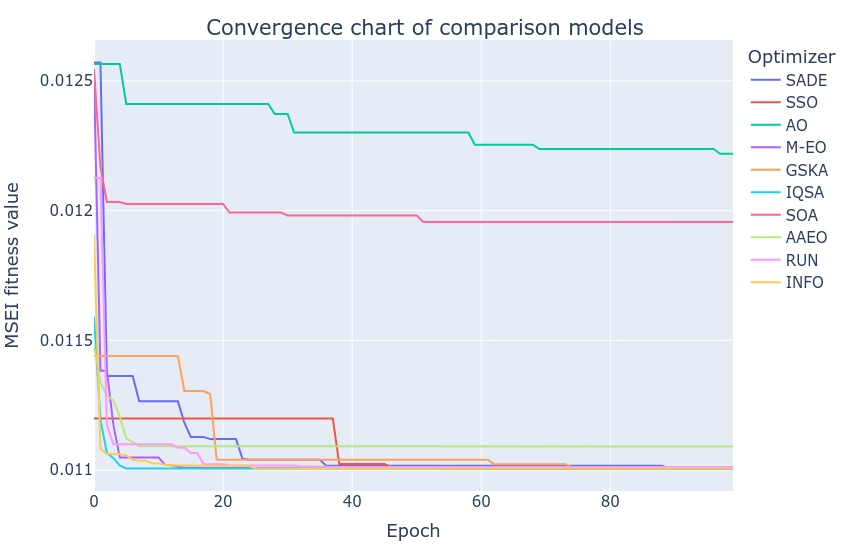 Convergence chart of comparison models
MSEI fitness value
0.0125
0.012
0.0115
0.011
0
20
40
60
80
Epoch
Optimizer
SADE
SSO
AO
M-EO
GSKA
IQSA
SOA
AAEO
RUN
INFO